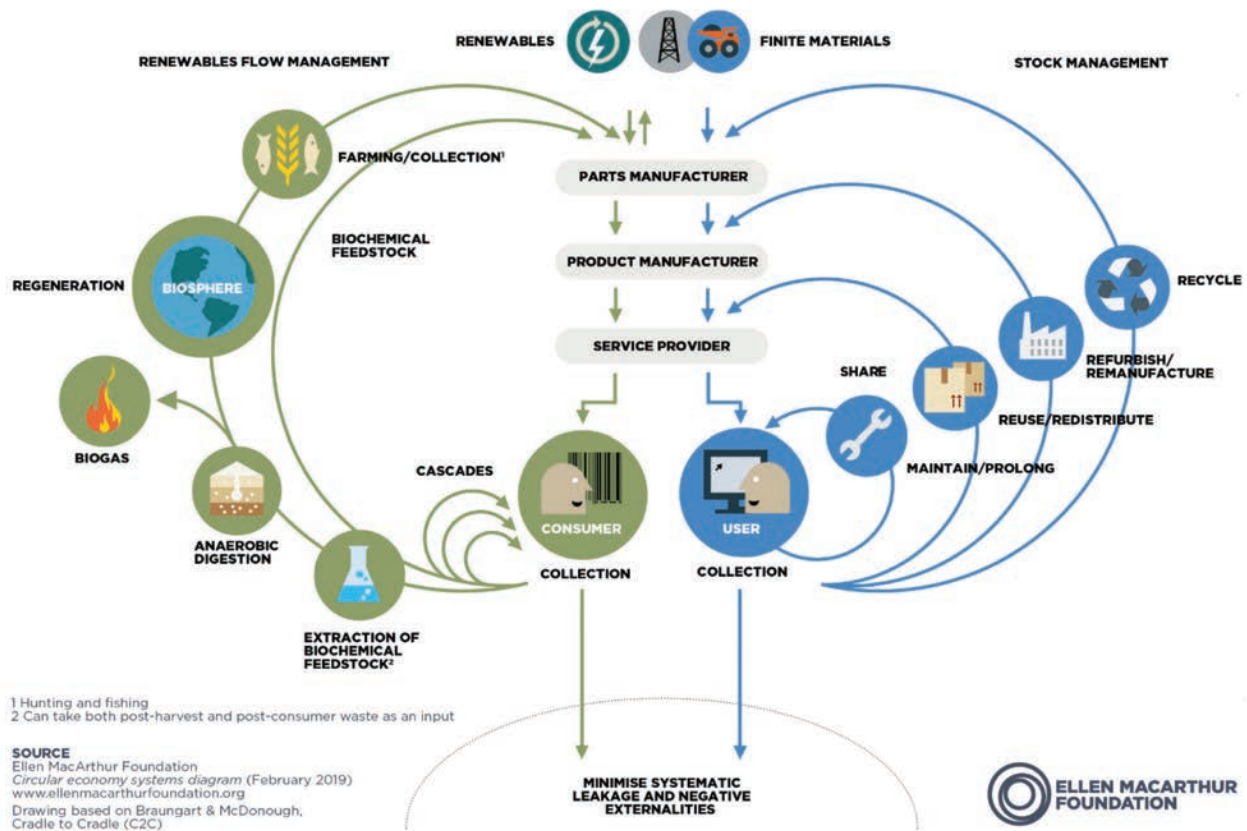 RENEWABLES
FINITE MATERIALS
RENEWABLES FLOW MANAGEMENT
STOCK MANAGEMENT
FARMING/COLLECTION¹
PARTS MANUFACTURER
BIOCHEMICAL
FEEDSTOCK
PRODUCT MANUFACTURER
REGENERATION
BIOSPHERE
RECYCLE
SERVICE PROVIDER
REFURBISH/
REMANUFACTURE
SHARE
REUSE/REDISTRIBUTE
BIOGAS
CASCADES
MAINTAIN/PROLONG
CONSUMER
USER
ANAEROBIC
DIGESTION
COLLECTION
COLLECTION
EXTRACTION OF
BIOCHEMICAL
FEEDSTOCK²
1 Hunting and fishing
2 Can take both post-harvest and post-consumer waste as an input
SOURCE
Ellen MacArthur Foundation
Circular economy systems diagram (February 2019)
www.ellenmacarthurfoundation.org
Drawing based on Braungart & McDonough,
Cradle to Cradle (C2C)
MINIMISE SYSTEMATIC
LEAKAGE AND NEGATIVE
EXTERNALITIES
ELLEN MACARTHUR
FOUNDATION